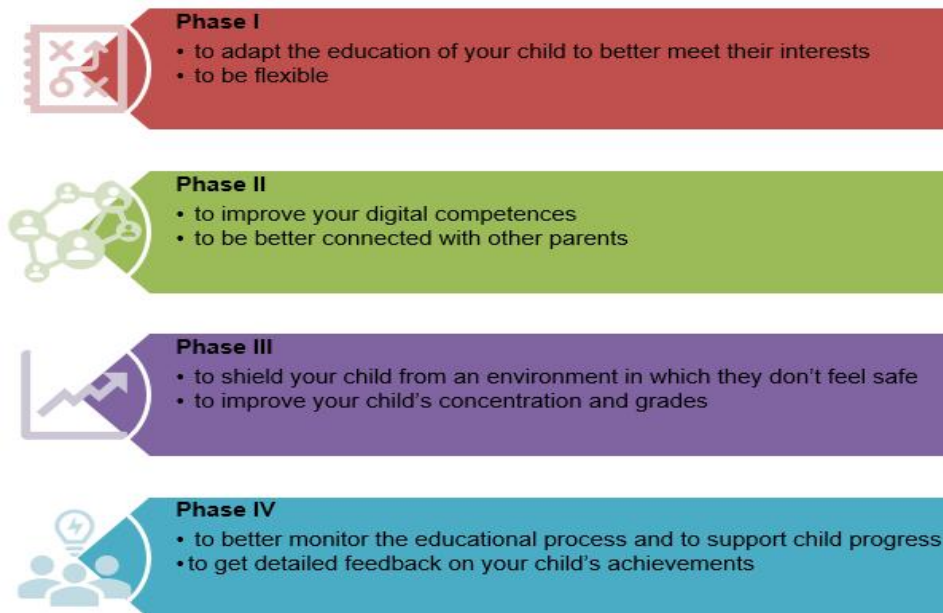 Phase I
• to adapt the education of your child to better meet their interests
• to be flexible
Phase II
• to improve your digital competences
• to be better connected with other parents
Phase III
• to shield your child from an environment in which they don't feel safe
• to improve your child's concentration and grades
Phase IV
• to better monitor the educational process and to support child progress
• to get detailed feedback on your child's achievements